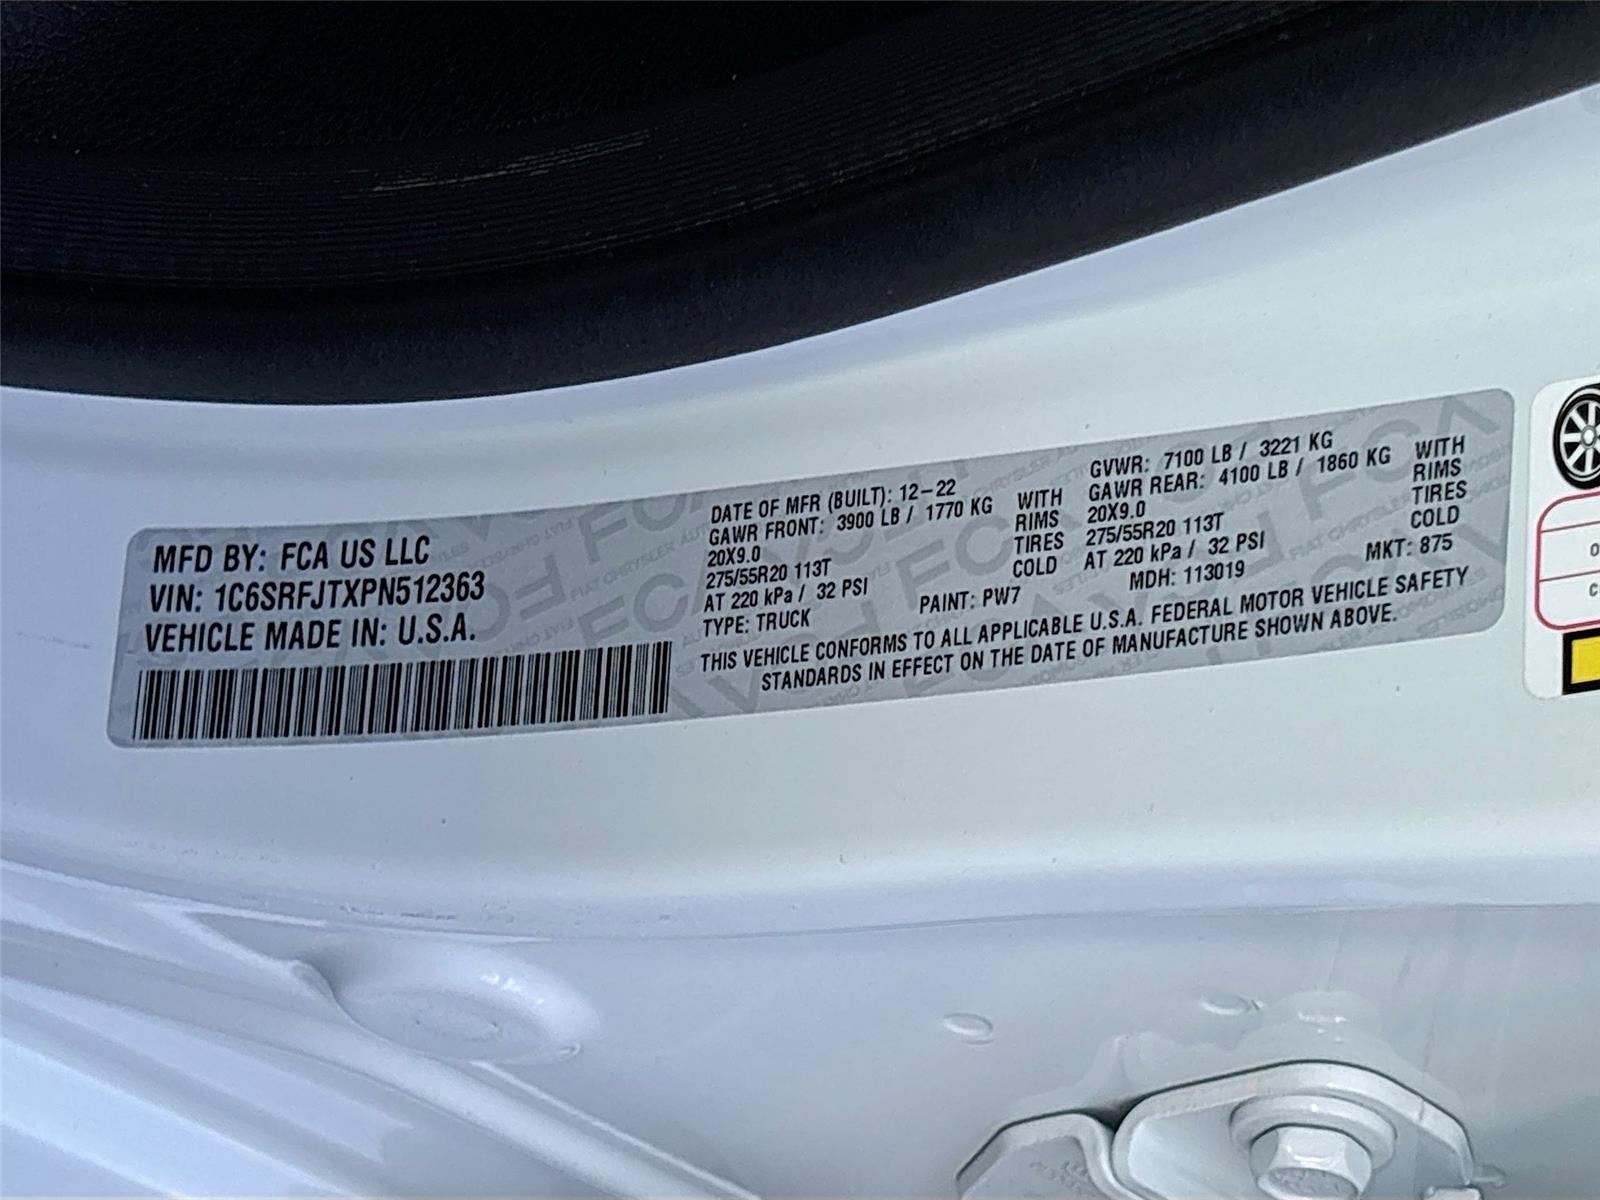 MFD BY: FCA US LLC
VIN: 1C6SRFJTXPN512363
VEHICLE MADE IN: U.S.A.
DATE OF MFR (BUILT): 12-22
GAWR FRONT: 3900 LB / 1770 KG WITH
20X9.0 RIMS
275/55R20 113T TIRES
AT 220 kPa / 32 PSI COLD
TYPE: TRUCK
GVWR: 7100 LB / 3221 KG
GAWR REAR: 4100 LB / 1860 KG WITH
20X9.0 RIMS
275/55R20 113T TIRES
AT 220 kPa / 32 PSI COLD
PAINT: PW7 MDH: 113019 MKT: 875
THIS VEHICLE CONFORMS TO ALL APPLICABLE U.S.A. FEDERAL MOTOR VEHICLE SAFETY
STANDARDS IN EFFECT ON THE DATE OF MANUFACTURE SHOWN ABOVE.